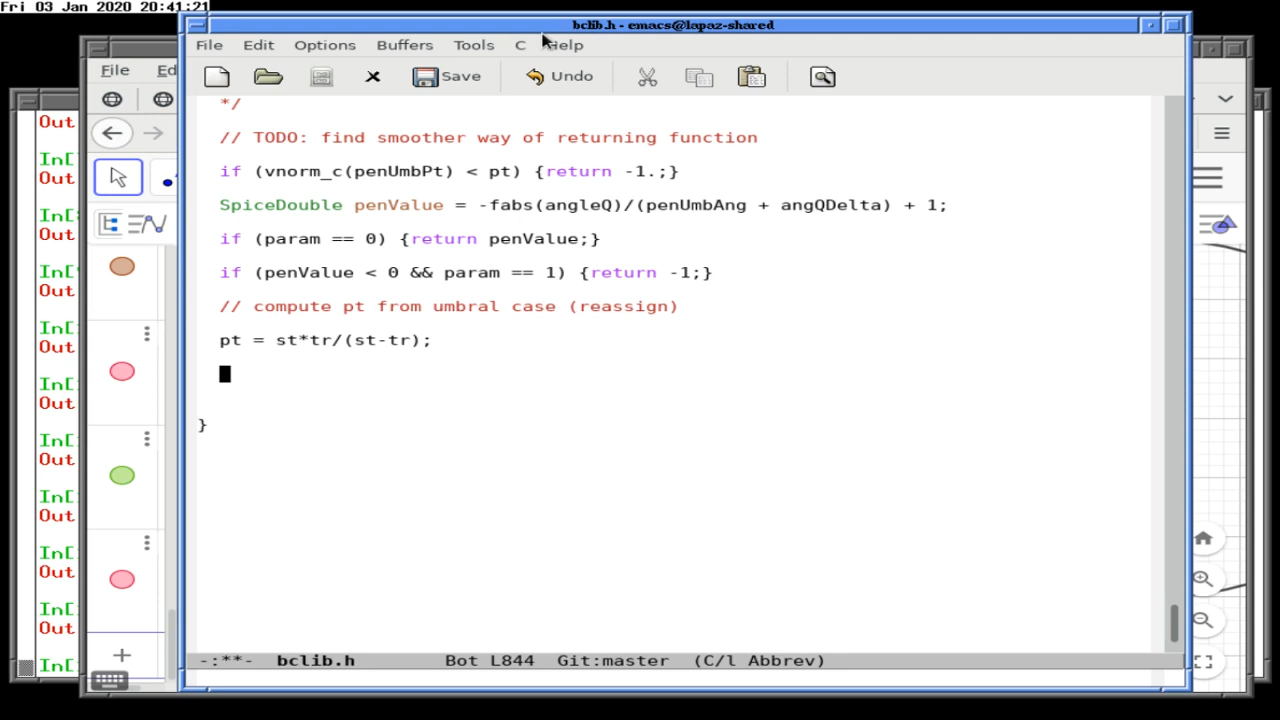 Fri 03 Jan 2020 20:41:21
bclib.h - emacs@lapaz-shared
File Edit Options Buffers Tools C Help
Save Undo
*/
// TODO: find smoother way of returning function
if (vnorm_c(penUmbPt) < pt) {return -1.;}
SpiceDouble penValue = -fabs(angleQ)/(penUmbAng + angQDelta) + 1;
if (param == 0) {return penValue;}
if (penValue < 0 && param == 1) {return -1;}
// compute pt from umbral case (reassign)
pt = st*tr/(st-tr);
}
-:**- bclib.h Bot L844 Git:master (C/l Abbrev)
File Ed
Out
In[
Out
In[
Out
In[
Out
In[
Out
In[
Out
In[
Out
In[
Out
In[
Out
In[
Out
In[